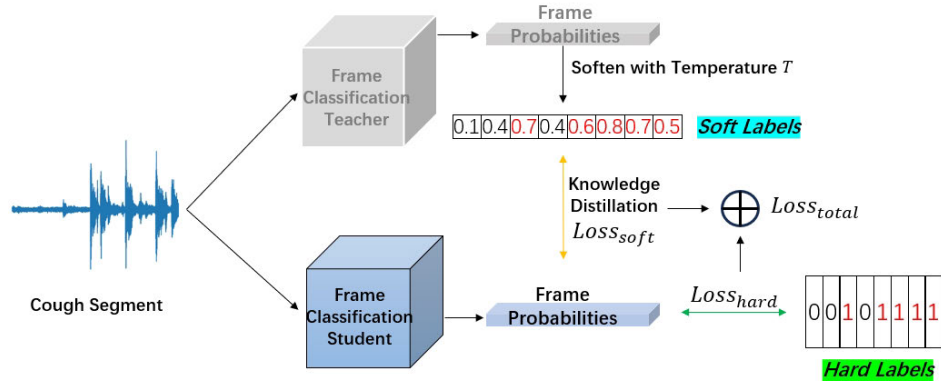 Frame
Probabilities
Frame
Classification
Teacher
Soften with Temperature T
0.1 0.4 0.7 0.4 0.6 0.8 0.7 0.5
Soft Labels
Knowledge
Distillation
Loss_soft
Loss_total
Cough Segment
Frame
Classification
Student
Frame
Probabilities
Loss_hard
0 0 1 0 1 1 1 1
Hard Labels